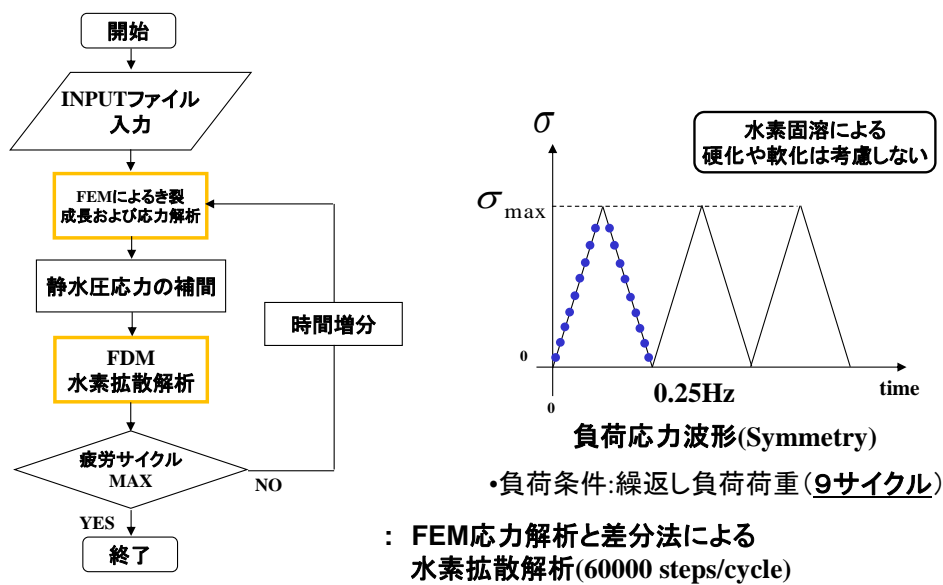 開始
INPUTファイル
入力
FEMによるき裂
成長および応力解析
静水圧応力の補間
時間増分
FDM
水素拡散解析
疲労サイクル
MAX
NO
YES
終了
水素固溶による
硬化や軟化は考慮しない
σ
σmax
0
0
0.25Hz
time
負荷応力波形(Symmetry)
•負荷条件:繰返し負荷荷重（9サイクル）
: FEM応力解析と差分法による
水素拡散解析(60000 steps/cycle)